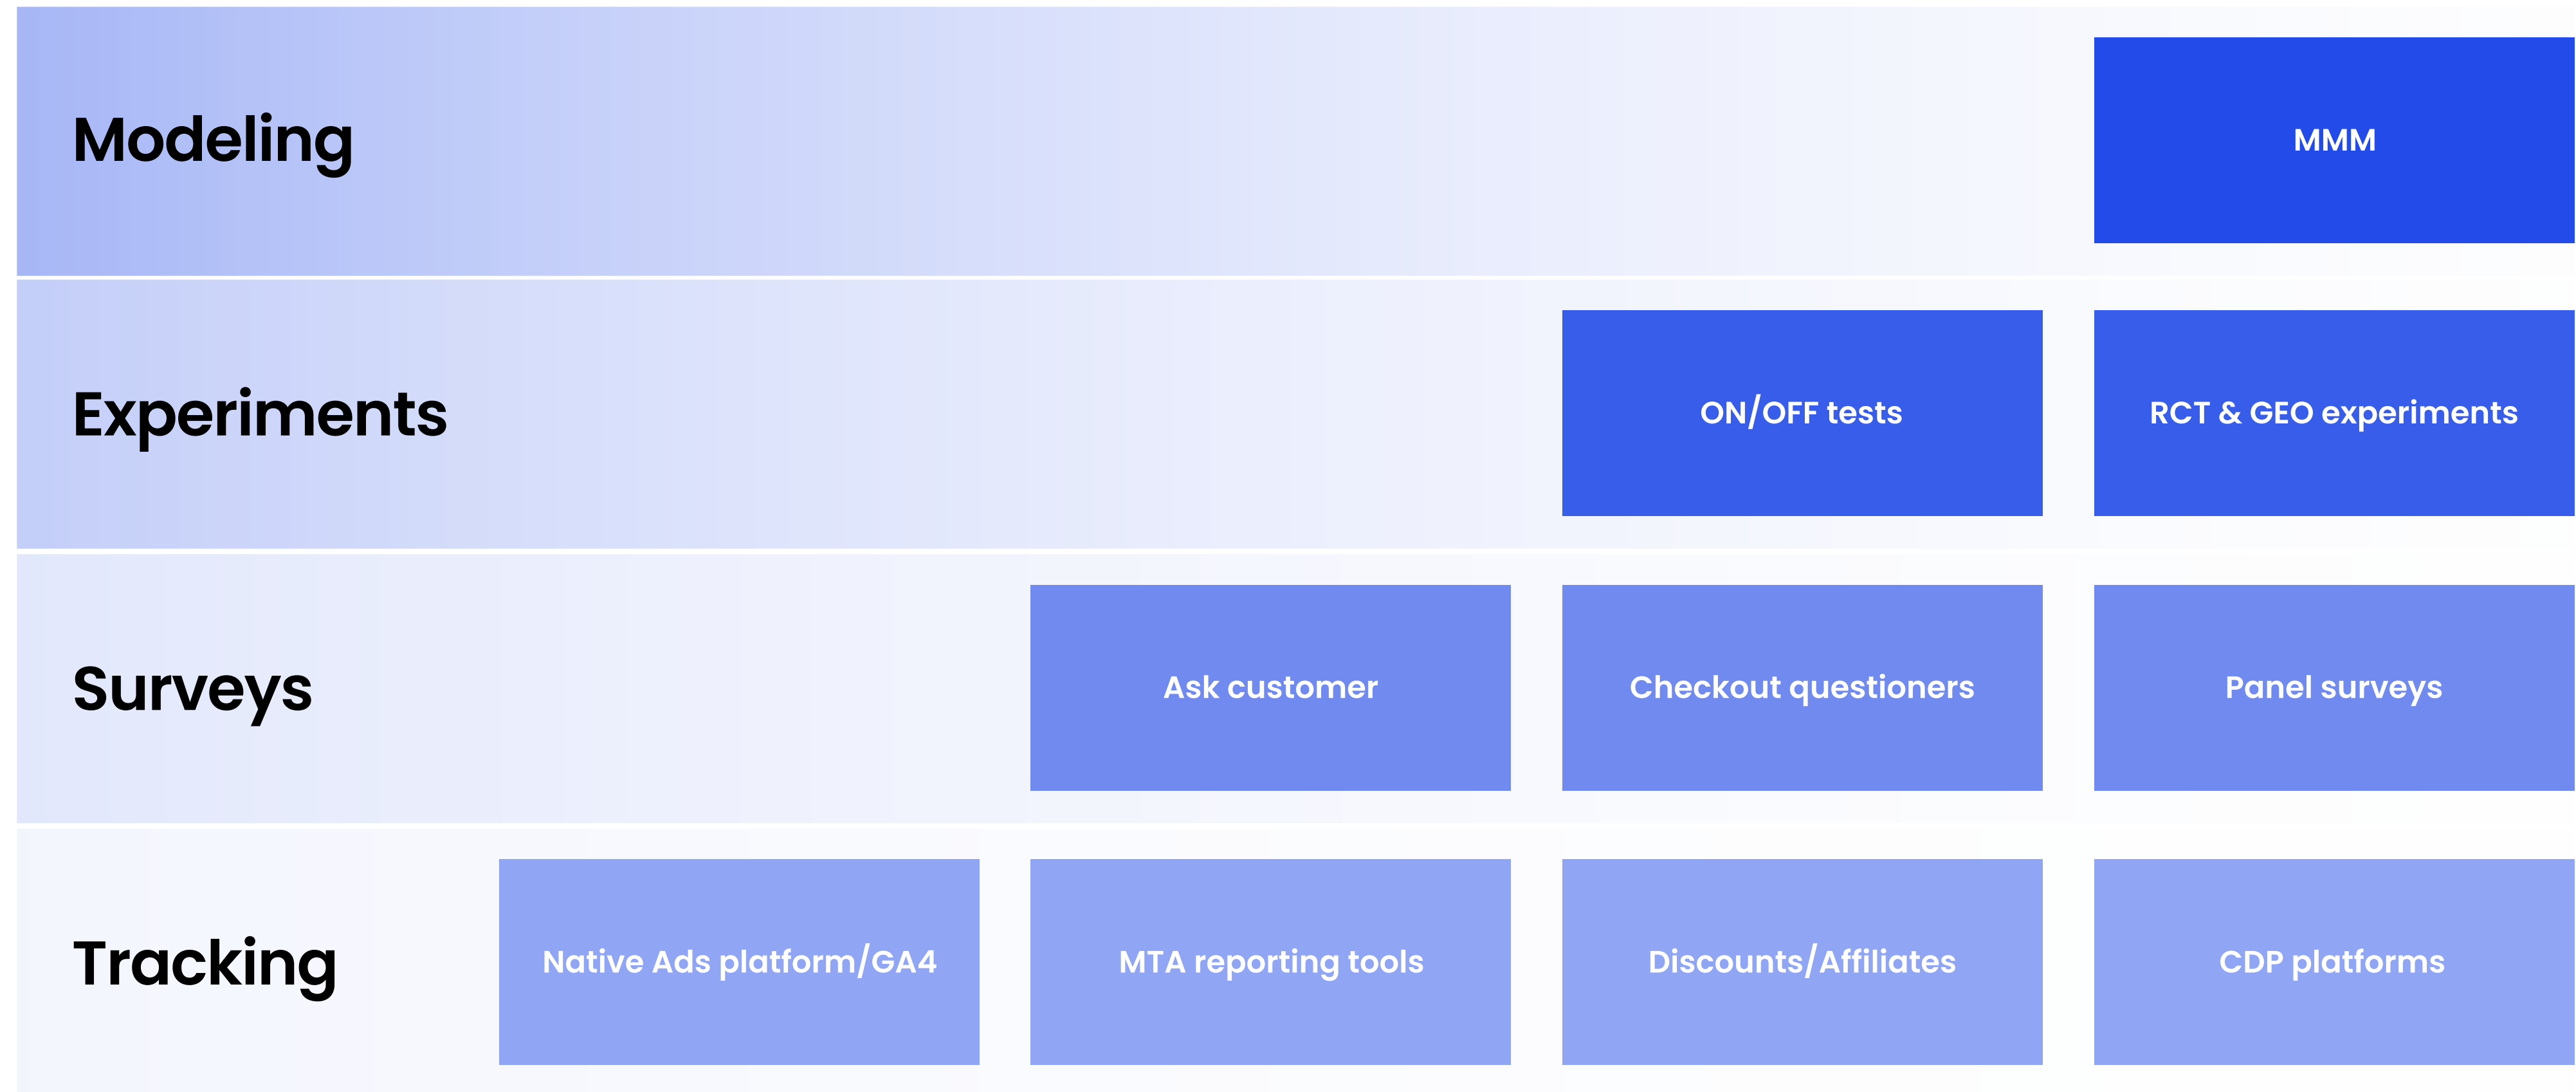 Modeling
MMM
Experiments
ON/OFF tests
RCT & GEO experiments
Surveys
Ask customer
Checkout questioners
Panel surveys
Tracking
Native Ads platform/GA4
MTA reporting tools
Discounts/Affiliates
CDP platforms